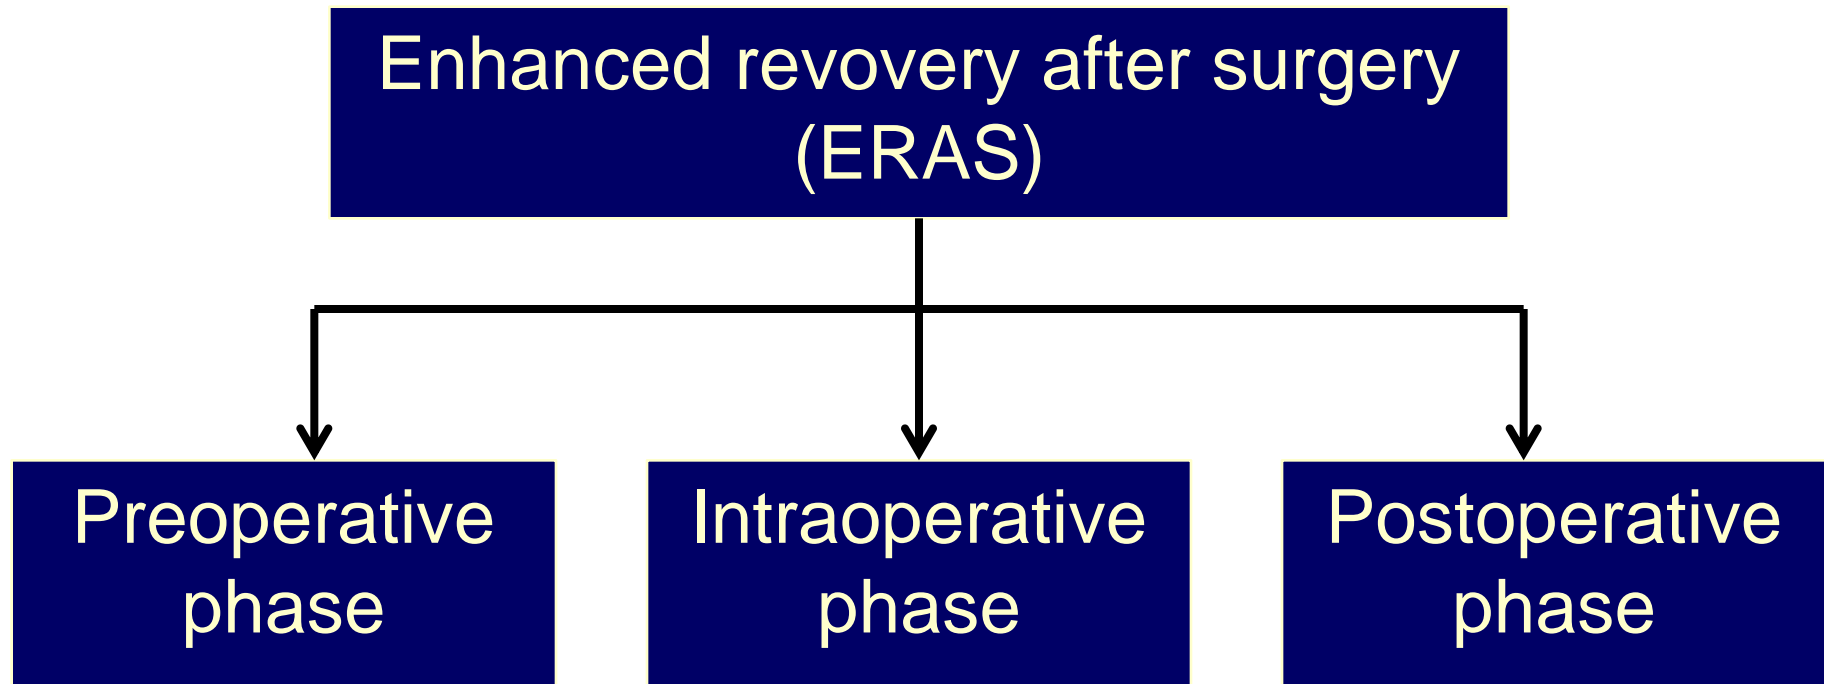 Enhanced revovery after surgery
(ERAS)
Preoperative
phase
Intraoperative
phase
Postoperative
phase